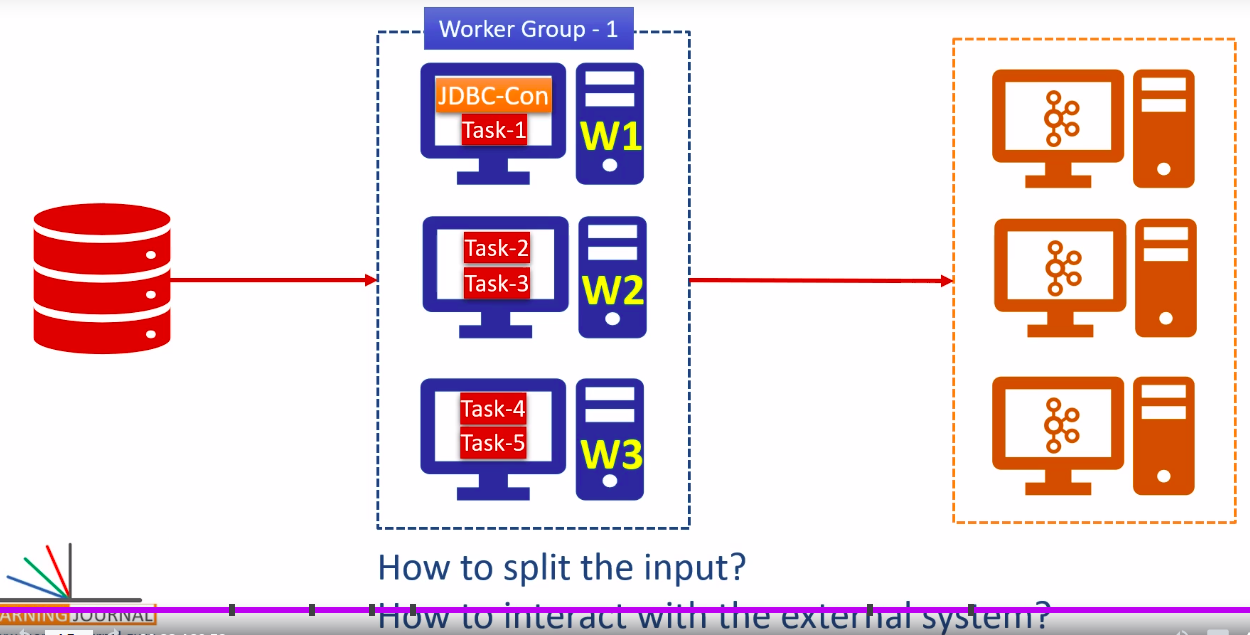 Worker Group - 1
JDBC-Con
Task-1
W1
Task-2
Task-3
W2
Task-4
Task-5
W3
How to split the input?
How to interact with the external system?
ARNING JOURNAL